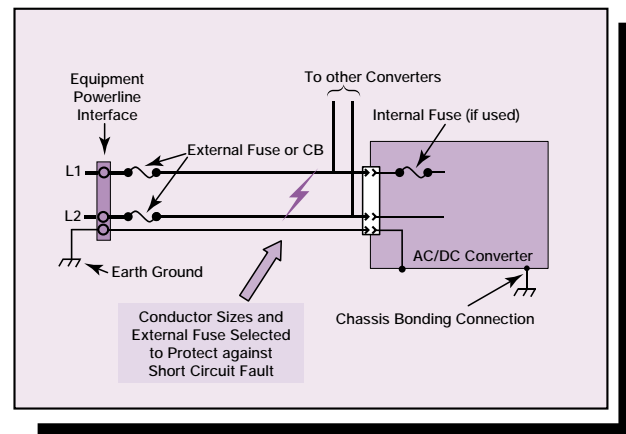 Equipment
Powerline
Interface
To other Converters
Internal Fuse (if used)
External Fuse or CB
L1
L2
Earth Ground
AC/DC Converter
Chassis Bonding Connection
Conductor Sizes and
External Fuse Selected
to Protect against
Short Circuit Fault